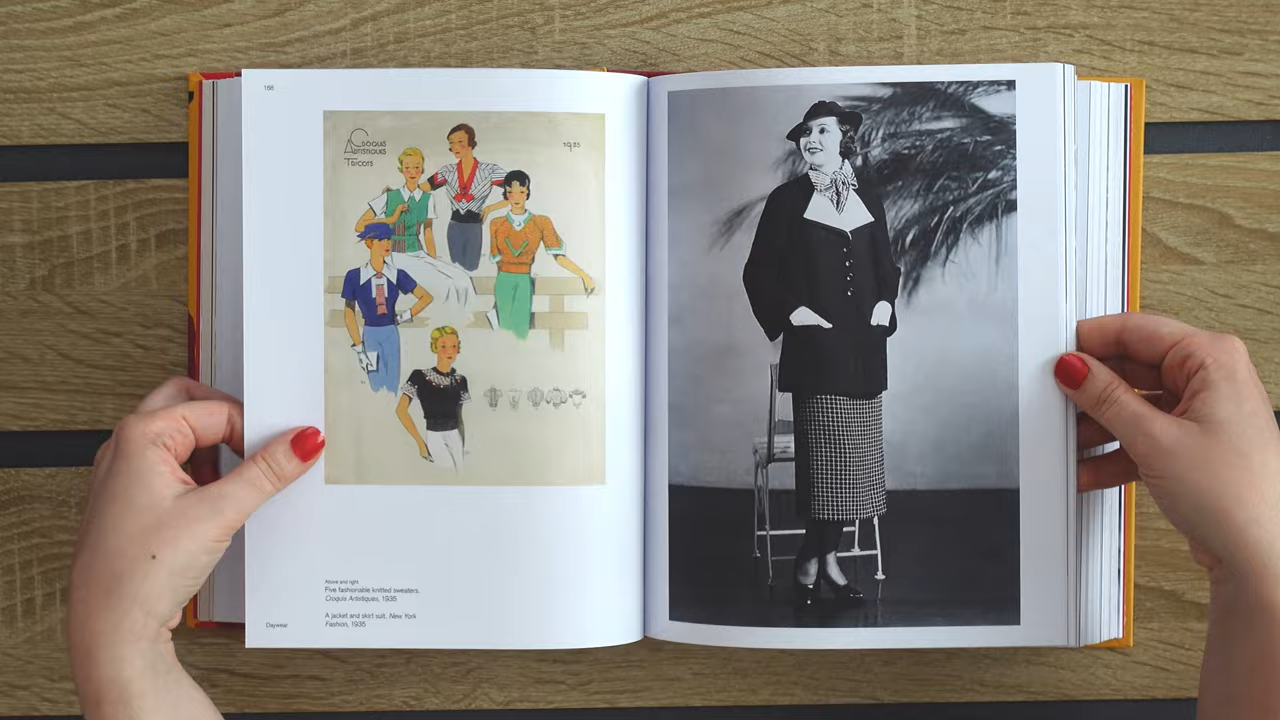 168
Croquis
Artistiques
Tricots
1935
Above and right
Five fashionable knitted sweaters.
Croquis Artistiques, 1935
A jacket and skirt suit. New York
Fashion, 1935
Daywear